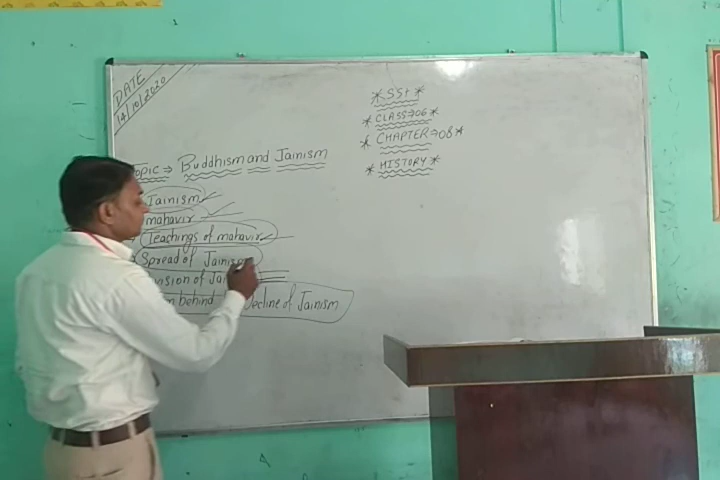 DATE
14/10/2020
* SSt *
* CLASS⇒06 *
* CHAPTER⇒08 *
* HISTORY *
Topic ⇒ Buddhism and Jainism
Jainism
mahavir
Teachings of mahavir
Spread of Jainism
of
behind Decline of Jainism